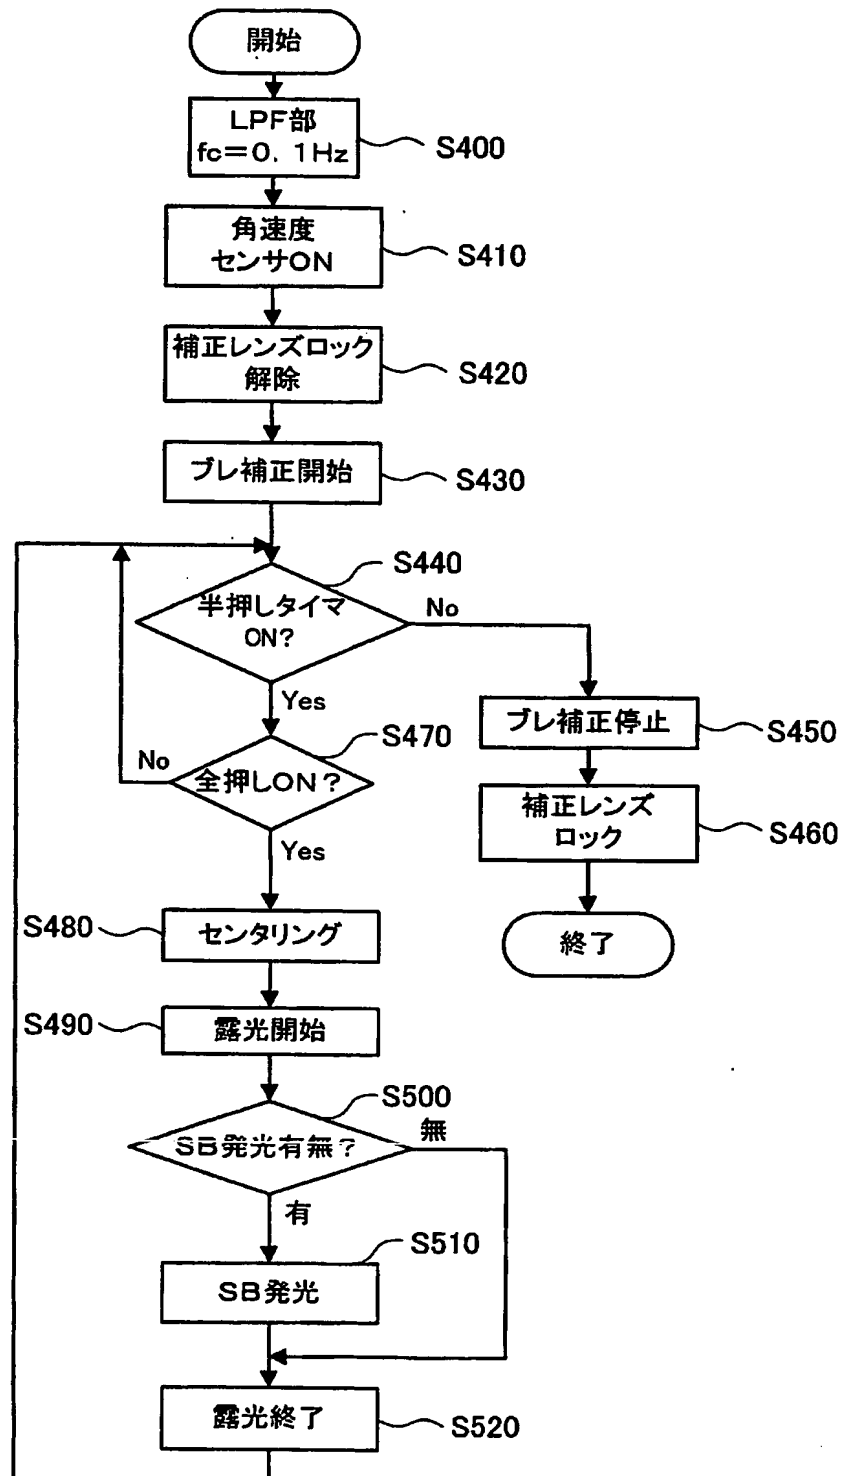 開始
LPF部
fc=0.1Hz
S400
角速度
センサON
S410
補正レンズロック
解除
S420
ブレ補正開始
S430
S440
半押しタイマ
ON?
No
Yes
S450
ブレ補正停止
S470
全押しON?
No
Yes
補正レンズ
ロック
S460
S480
センタリング
終了
S490
露光開始
S500
SB発光有無?
無
有
S510
SB発光
露光終了
S520